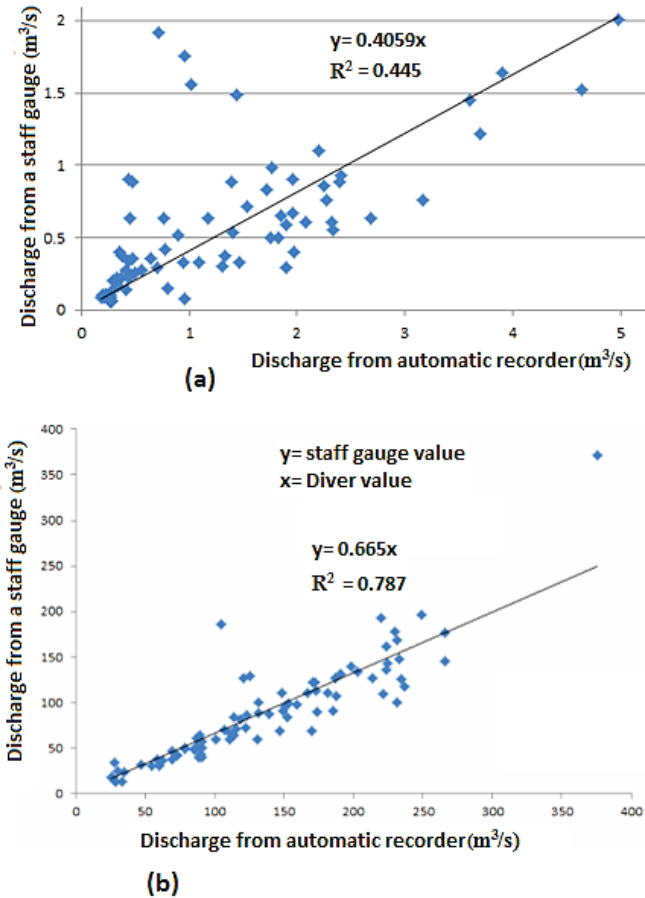 Discharge from a staff gauge (m³/s)
2
1.5
1
0.5
0
y= 0.4059x
R² = 0.445
0 1 2 3 4 5
Discharge from automatic recorder(m³/s)
(a)
Discharge from a staff gauge (m³/s)
400
350
300
250
200
150
100
50
0
y= staff gauge value
x= Diver value
y= 0.665x
R² = 0.787
0 50 100 150 200 250 300 350 400
Discharge from automatic recorder(m³/s)
(b)